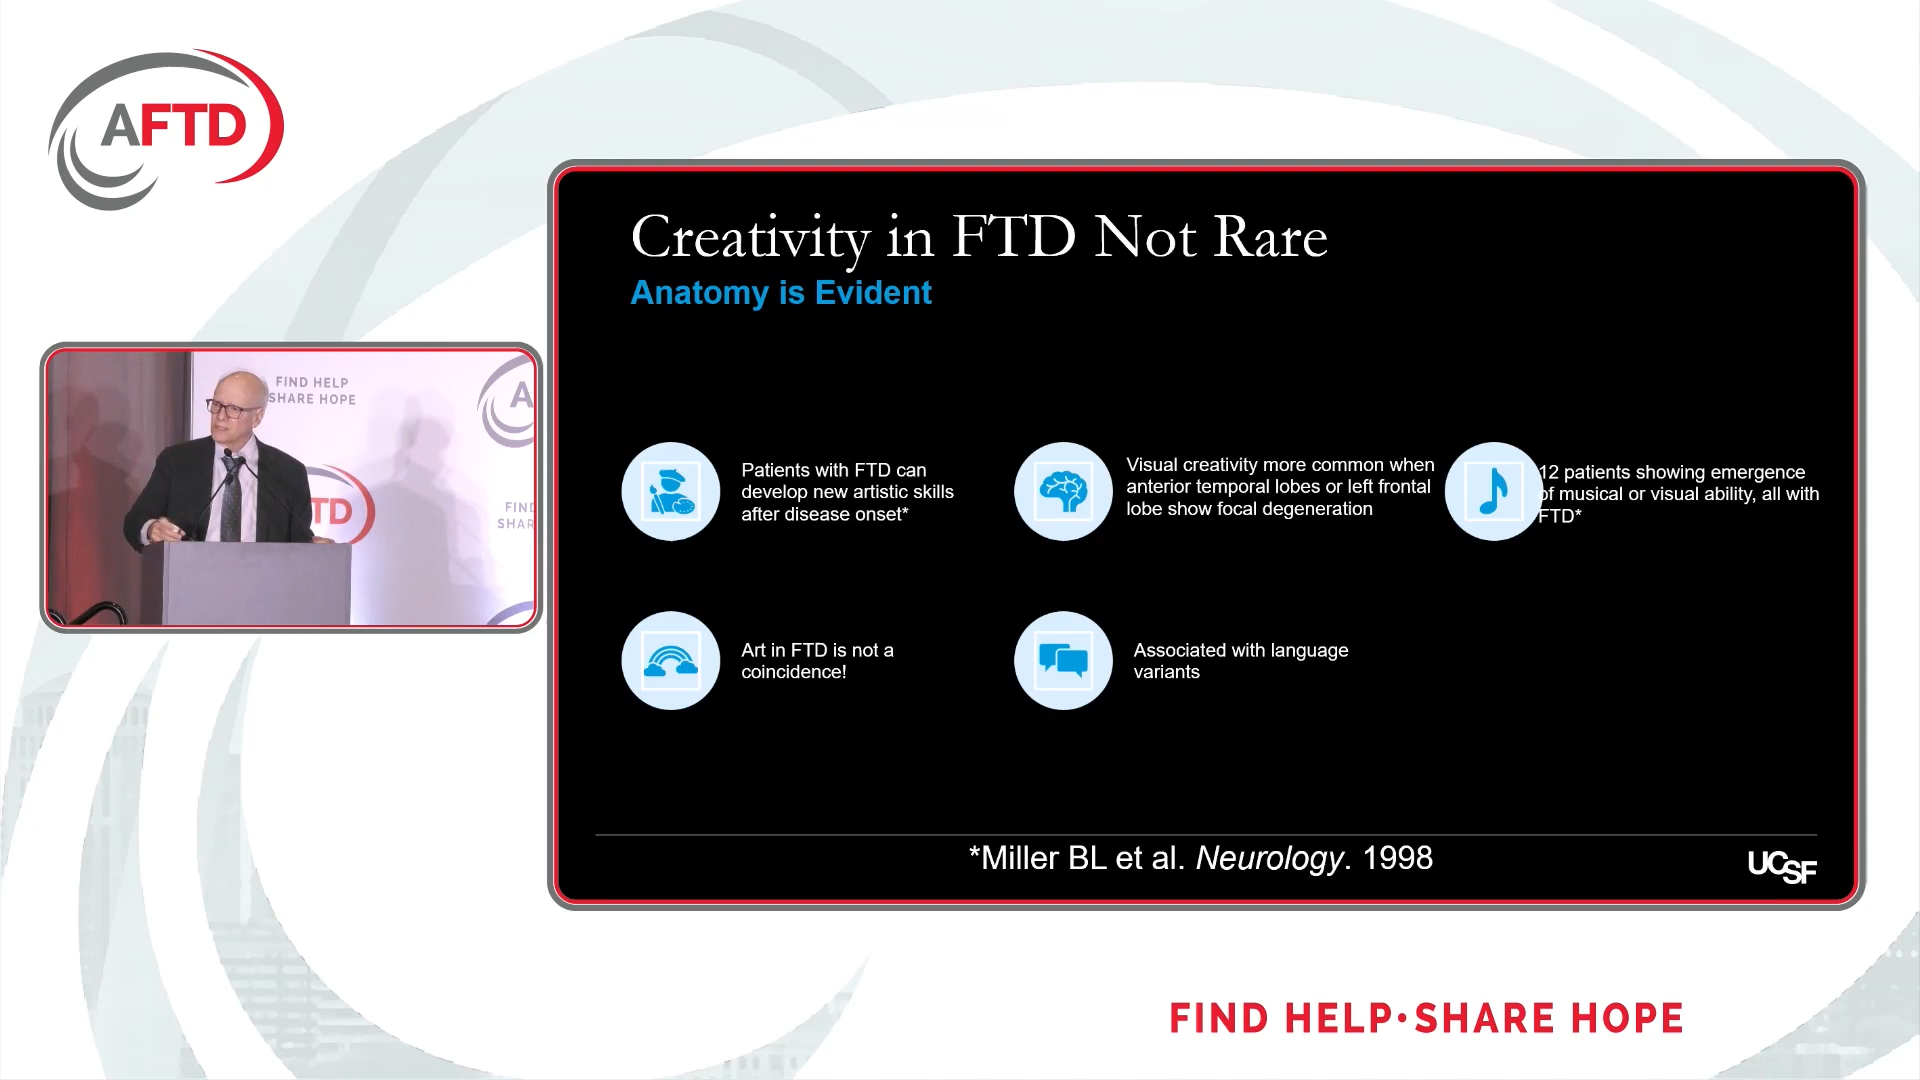 AFTD
Creativity in FTD Not Rare
Anatomy is Evident
Patients with FTD can
develop new artistic skills
after disease onset*
Visual creativity more common when
anterior temporal lobes or left frontal
lobe show focal degeneration
12 patients showing emergence
of musical or visual ability, all with
FTD*
Art in FTD is not a
coincidence!
Associated with language
variants
*Miller BL et al. Neurology. 1998
UCSF
FIND HELP
SHARE HOPE
A
TD
FIND
SHAR
FIND HELP•SHARE HOPE